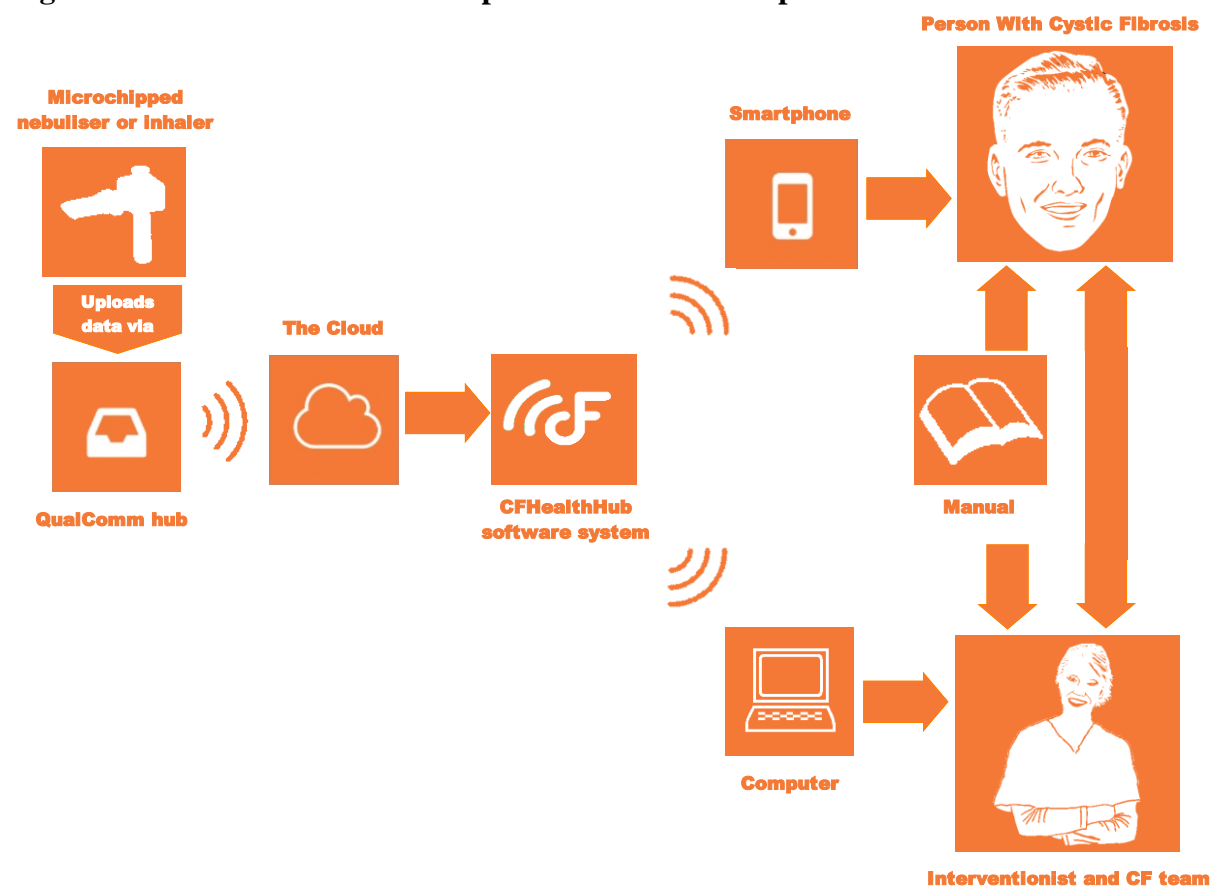 Person With Cystic Fibrosis
Microchipped
nebuliser or inhaler
Smartphone
Uploads
data via
The Cloud
CF
QualComm hub
CFHealthHub
software system
Manual
Computer
Interventionist and CF team